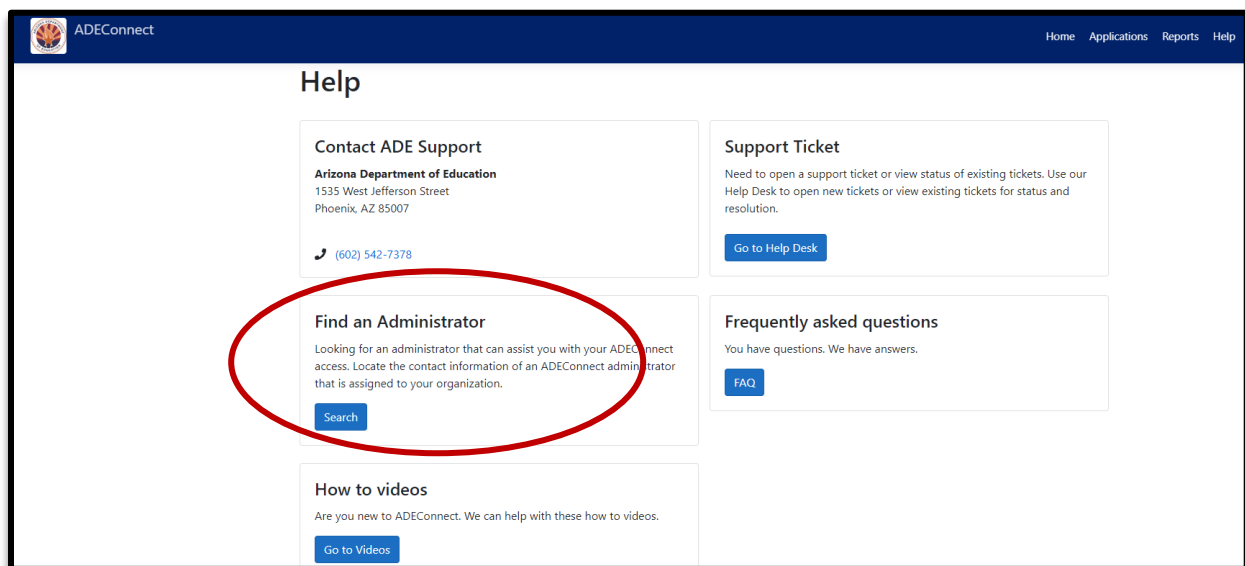 ADEConnect
Home Applications Reports Help
Help
Contact ADE Support
Arizona Department of Education
1535 West Jefferson Street
Phoenix, AZ 85007
(602) 542-7378
Support Ticket
Need to open a support ticket or view status of existing tickets. Use our
Help Desk to open new tickets or view existing tickets for status and
resolution.
Go to Help Desk
Find an Administrator
Looking for an administrator that can assist you with your ADEConnect
access. Locate the contact information of an ADEConnect administrator
that is assigned to your organization.
Search
Frequently asked questions
You have questions. We have answers.
FAQ
How to videos
Are you new to ADEConnect. We can help with these how to videos.
Go to Videos